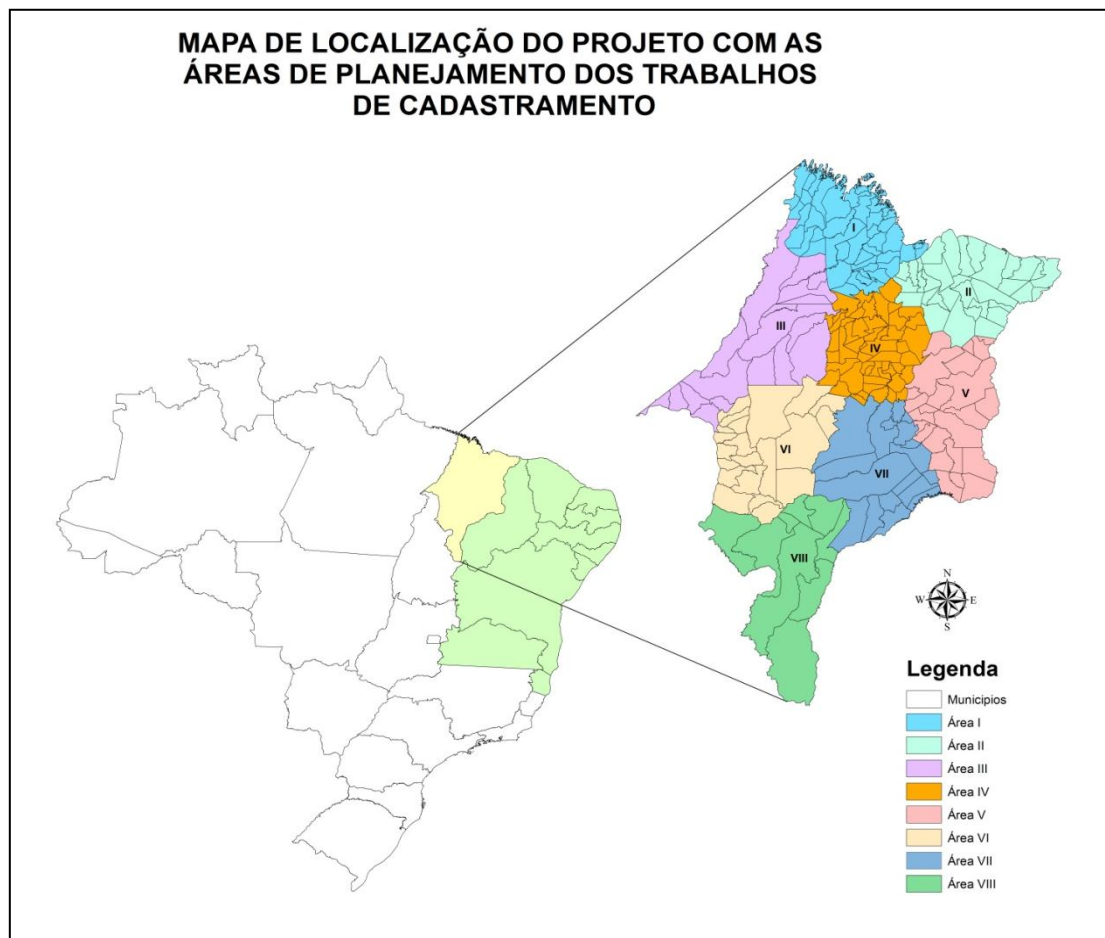 MAPA DE LOCALIZAÇÃO DO PROJETO COM AS
ÁREAS DE PLANEJAMENTO DOS TRABALHOS
DE CADASTRAMENTO
I
II
III
IV
V
VI
VII
VIII
N
W
E
S
Legenda
Municipios
Área I
Área II
Área III
Área IV
Área V
Área VI
Área VII
Área VIII